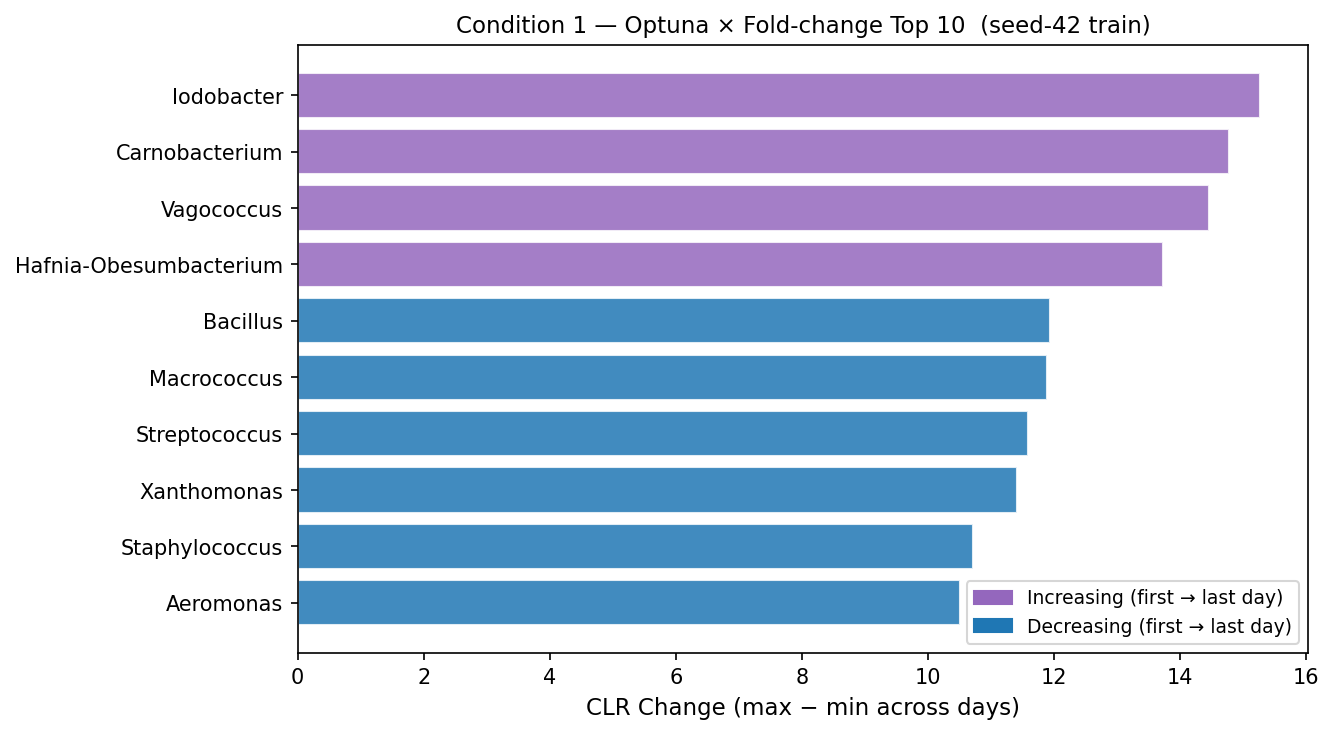 Condition 1 — Optuna × Fold-change Top 10 (seed-42 train)
Iodobacter
Carnobacterium
Vagococcus
Hafnia-Obesumbacterium
Bacillus
Macrococcus
Streptococcus
Xanthomonas
Staphylococcus
Aeromonas
Increasing (first → last day)
Decreasing (first → last day)
0 2 4 6 8 10 12 14 16
CLR Change (max − min across days)